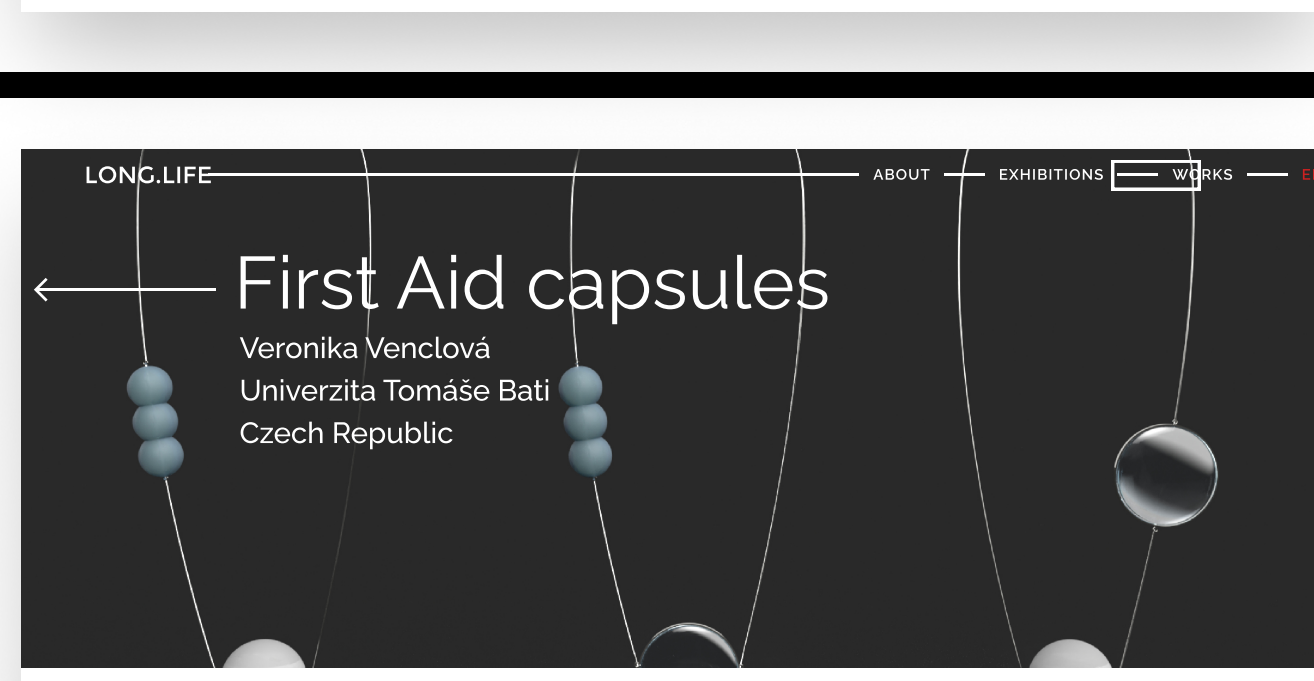 LONG.LIFE ABOUT EXHIBITIONS WORKS
First Aid capsules
Veronika Venclová
Univerzita Tomáše Bati
Czech Republic